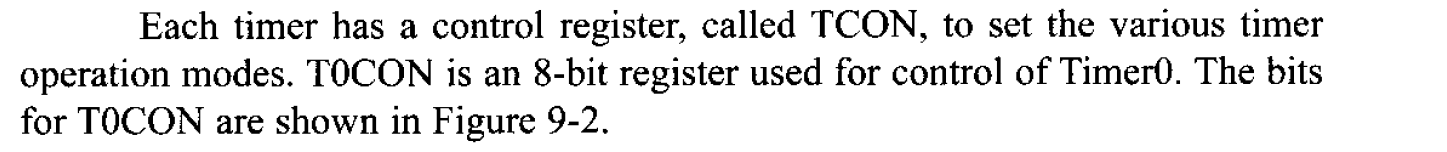 Each timer has a control register, called TCON, to set the various timer
operation modes. T0CON is an 8-bit register used for control of Timer0. The bits
for T0CON are shown in Figure 9-2.